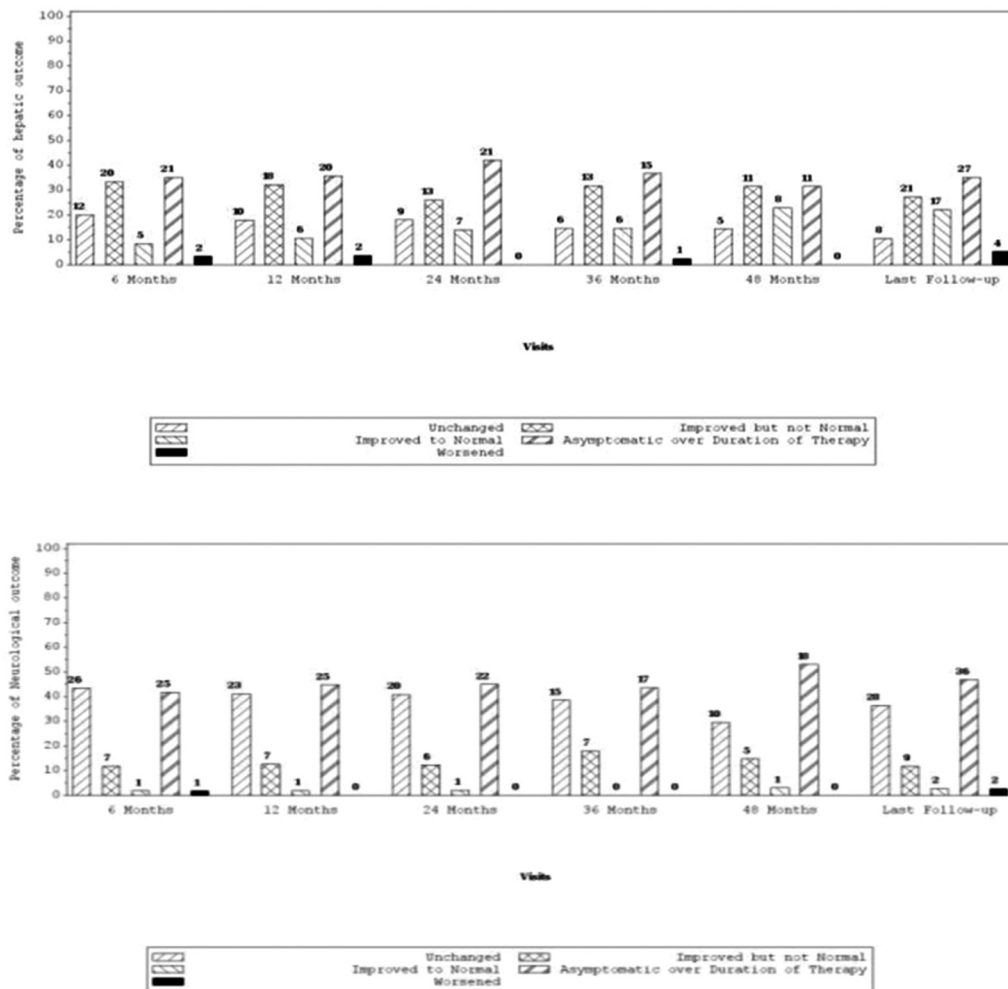 Percentage of hepatic outcome
100
90
80
70
60
50
40
30
20
10
0
12 20 5 21 2
10 18 6 20 2
9 13 7 21 0
6 13 6 15 1
5 11 8 11 0
8 21 17 27 4
6 Months 12 Months 24 Months 36 Months 48 Months Last Follow-up
Visits
Unchanged Improved but not Normal
Improved to Normal Asymptomatic over Duration of Therapy
Worsened
Percentage of Neurological outcome
100
90
80
70
60
50
40
30
20
10
0
26 7 1 25 1
23 7 1 25 0
20 6 1 22 0
15 7 0 17 0
10 5 1 18 0
28 9 2 36 2
6 Months 12 Months 24 Months 36 Months 48 Months Last Follow-up
Visits
Unchanged Improved but not Normal
Improved to Normal Asymptomatic over Duration of Therapy
Worsened